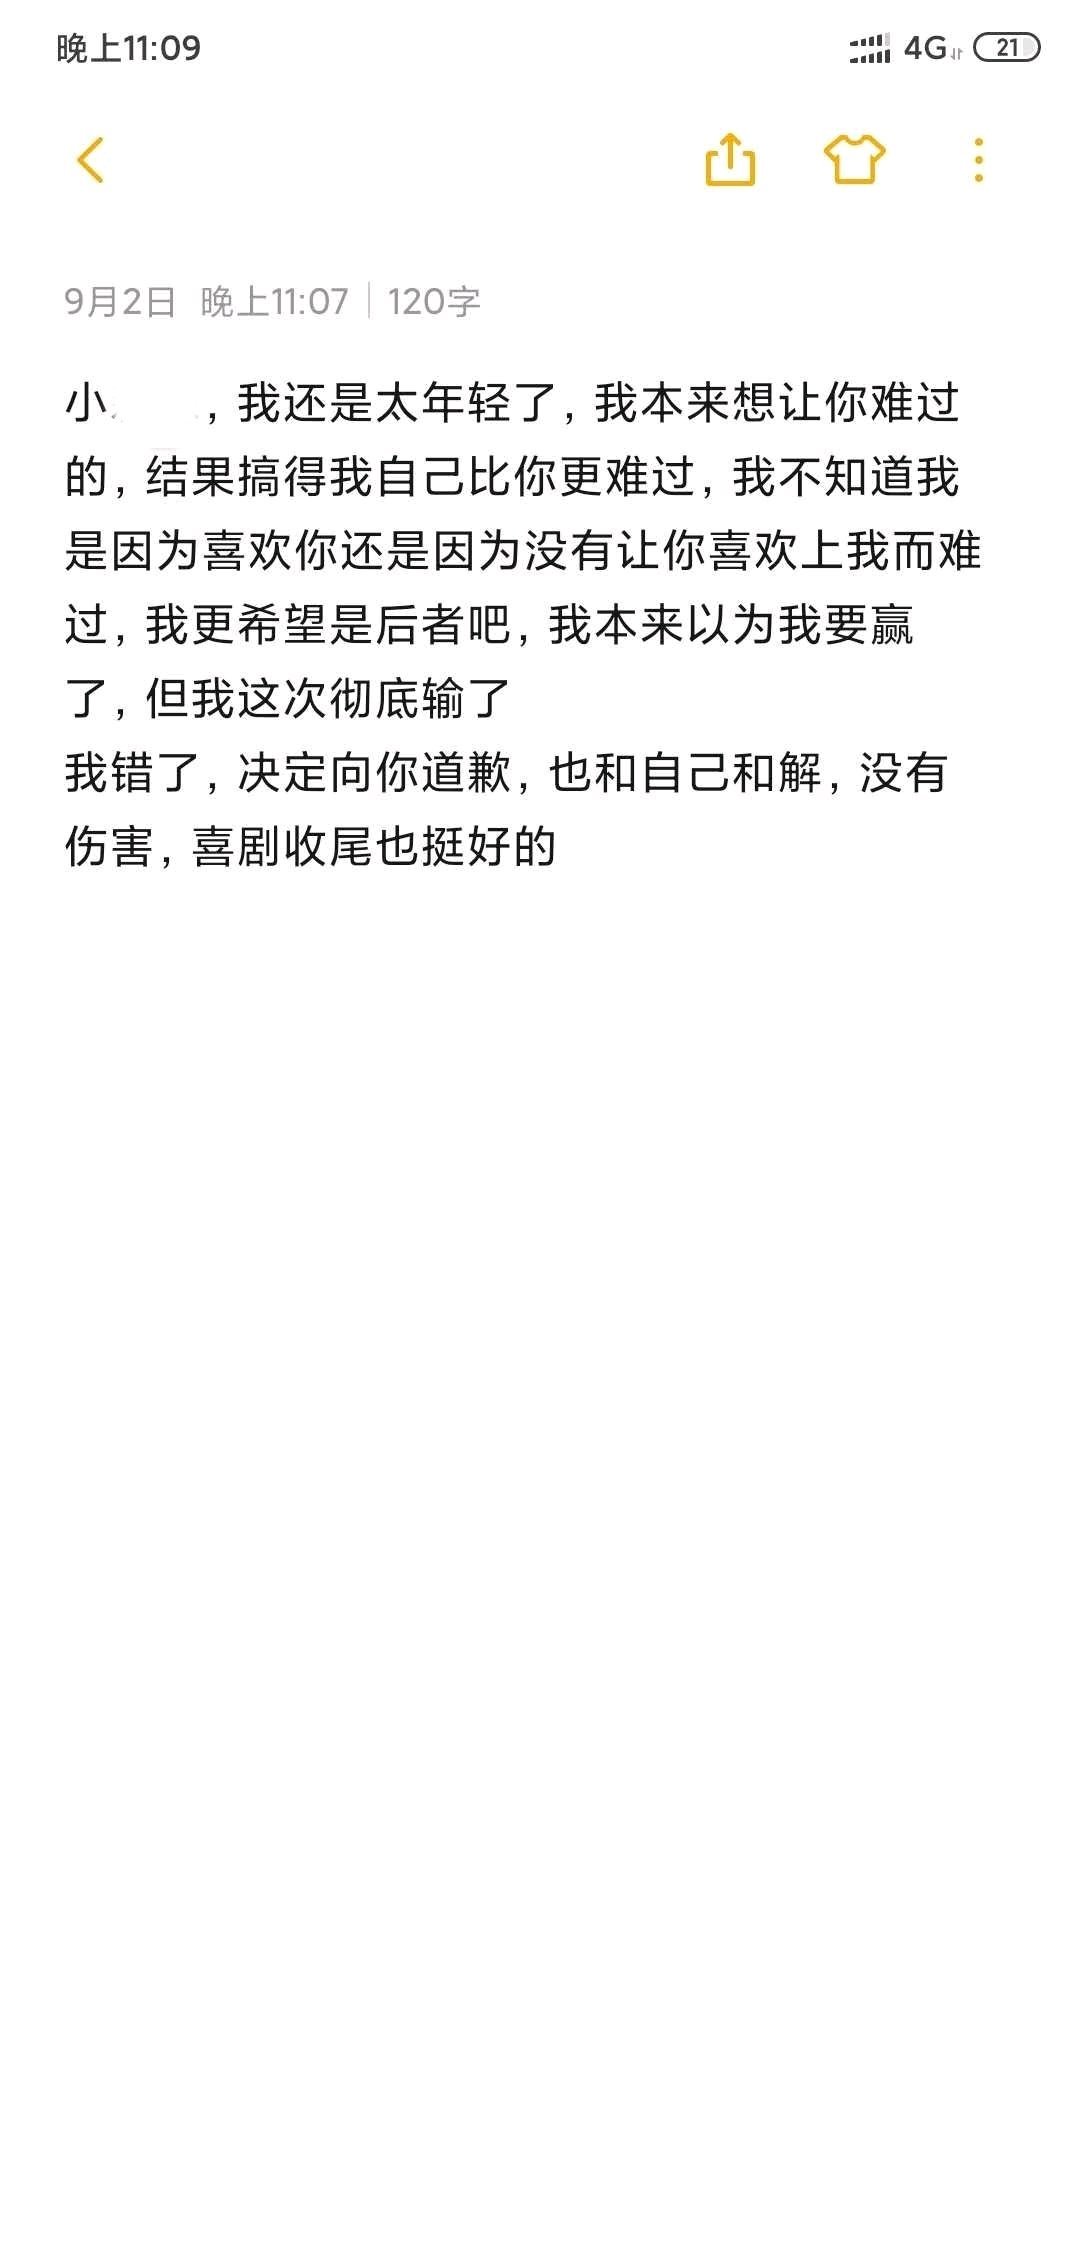 晚上11:09
4G 21
9月2日 晚上11:07 | 120字
小 ，我还是太年轻了，我本来想让你难过
的，结果搞得我自己比你更难过，我不知道我
是因为喜欢你还是因为没有让你喜欢上我而难
过，我更希望是后者吧，我本来以为我要赢
了，但我这次彻底输了
我错了，决定向你道歉，也和自己和解，没有
伤害，喜剧收尾也挺好的